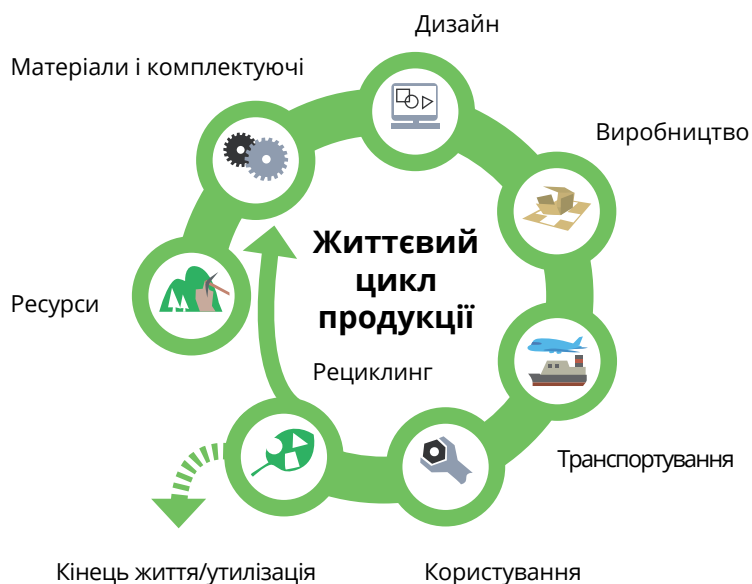 Дизайн
Матеріали і комплектуючі
Виробництво
Життєвий
цикл
продукції
Ресурси
Рециклинг
Транспортування
Кінець життя/утилізація
Користування